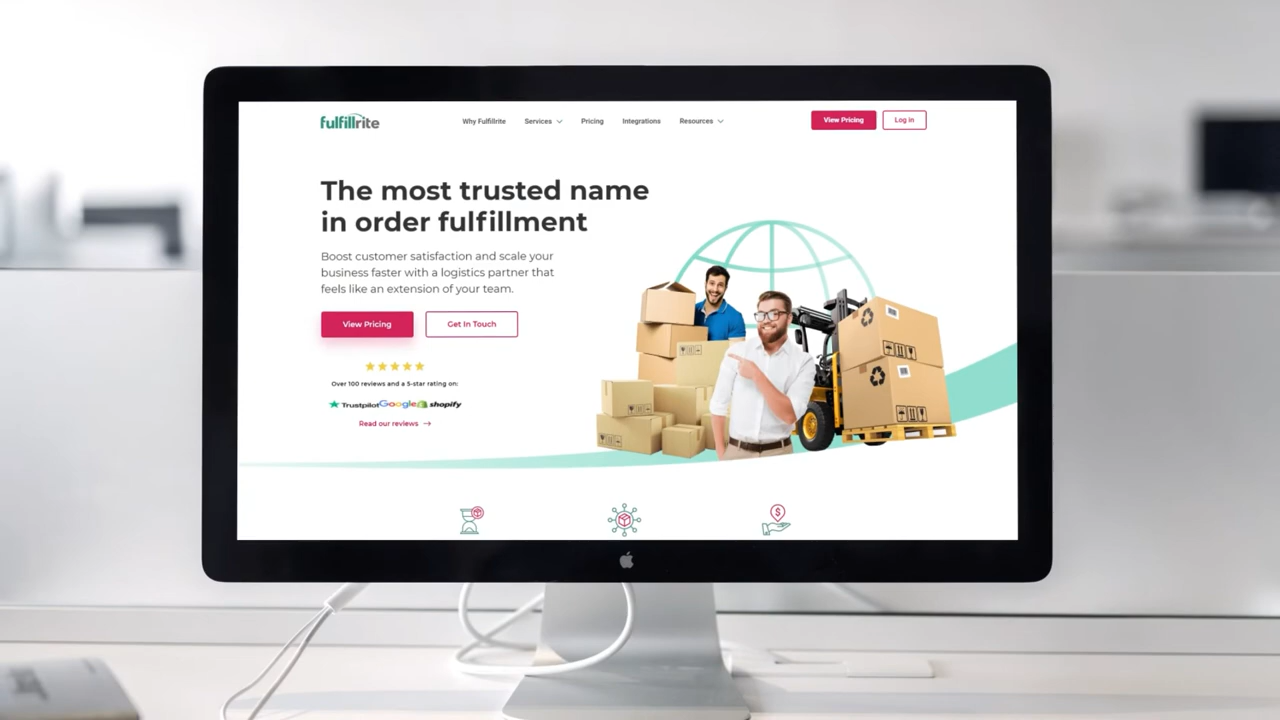 fulfillrite
Why Fulfillrite
Services
Pricing
Integrations
Resources
View Pricing
Log in
The most trusted name
in order fulfillment
Boost customer satisfaction and scale your
business faster with a logistics partner that
feels like an extension of your team.
View Pricing
Get In Touch
Over 100 reviews and a 5-star rating on:
Trustpilot Google shopify
Read our reviews